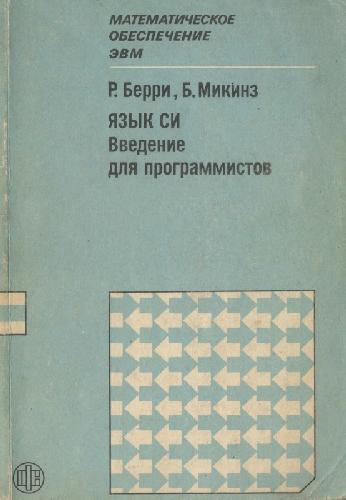 МАТЕМАТИЧЕСКОЕ
ОБЕСПЕЧЕНИЕ
ЭВМ
Р. Берри, Б. Микинз
ЯЗЫК СИ
Введение
для программистов